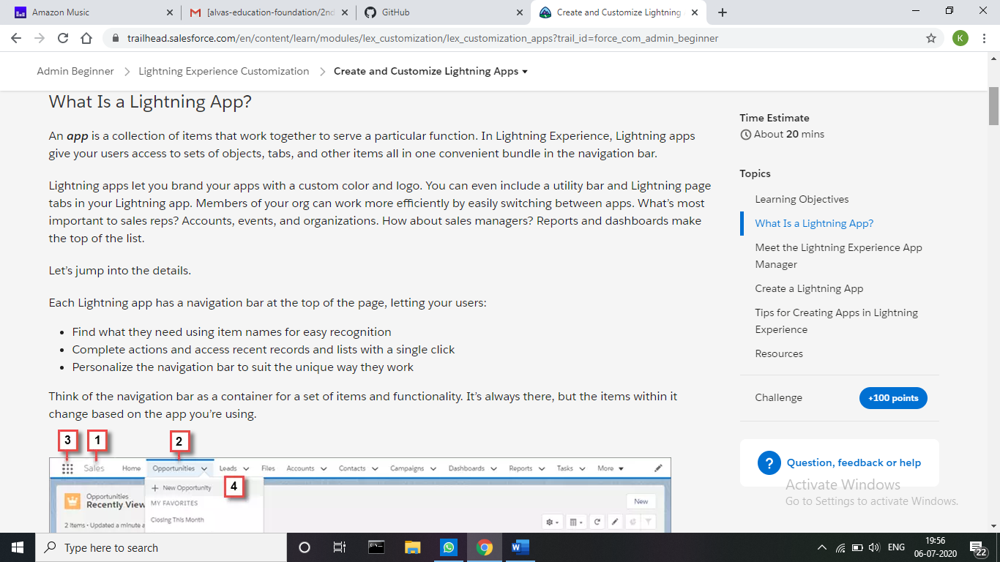 Amazon Music
[alvas-education-foundation/2nd
GitHub
Create and Customize Lightning
trailhead.salesforce.com/en/content/learn/modules/lex_customization/lex_customization_apps?trail_id=force_com_admin_beginner
K
Admin Beginner
Lightning Experience Customization
Create and Customize Lightning Apps
What Is a Lightning App?
An app is a collection of items that work together to serve a particular function. In Lightning Experience, Lightning apps
give your users access to sets of objects, tabs, and other items all in one convenient bundle in the navigation bar.
Lightning apps let you brand your apps with a custom color and logo. You can even include a utility bar and Lightning page
tabs in your Lightning app. Members of your org can work more efficiently by easily switching between apps. What's most
important to sales reps? Accounts, events, and organizations. How about sales managers? Reports and dashboards make
the top of the list.
Let's jump into the details.
Each Lightning app has a navigation bar at the top of the page, letting your users:
• Find what they need using item names for easy recognition
• Complete actions and access recent records and lists with a single click
• Personalize the navigation bar to suit the unique way they work
Think of the navigation bar as a container for a set of items and functionality. It's always there, but the items within it
change based on the app you're using.
3 1 2
Sales Home Opportunities Leads Files Accounts Contacts Campaigns Dashboards Reports Tasks More
+ New Opportunity
4
MY FAVORITES
Closing This Month
Opportunities
Recently View
2 Items • Updated a minute a
New
Time Estimate
About 20 mins
Topics
Learning Objectives
What Is a Lightning App?
Meet the Lightning Experience App
Manager
Create a Lightning App
Tips for Creating Apps in Lightning
Experience
Resources
Challenge
+100 points
? Question, feedback or help
Activate Windows
Go to Settings to activate Windows.
Type here to search
ENG
19:56
06-07-2020
22